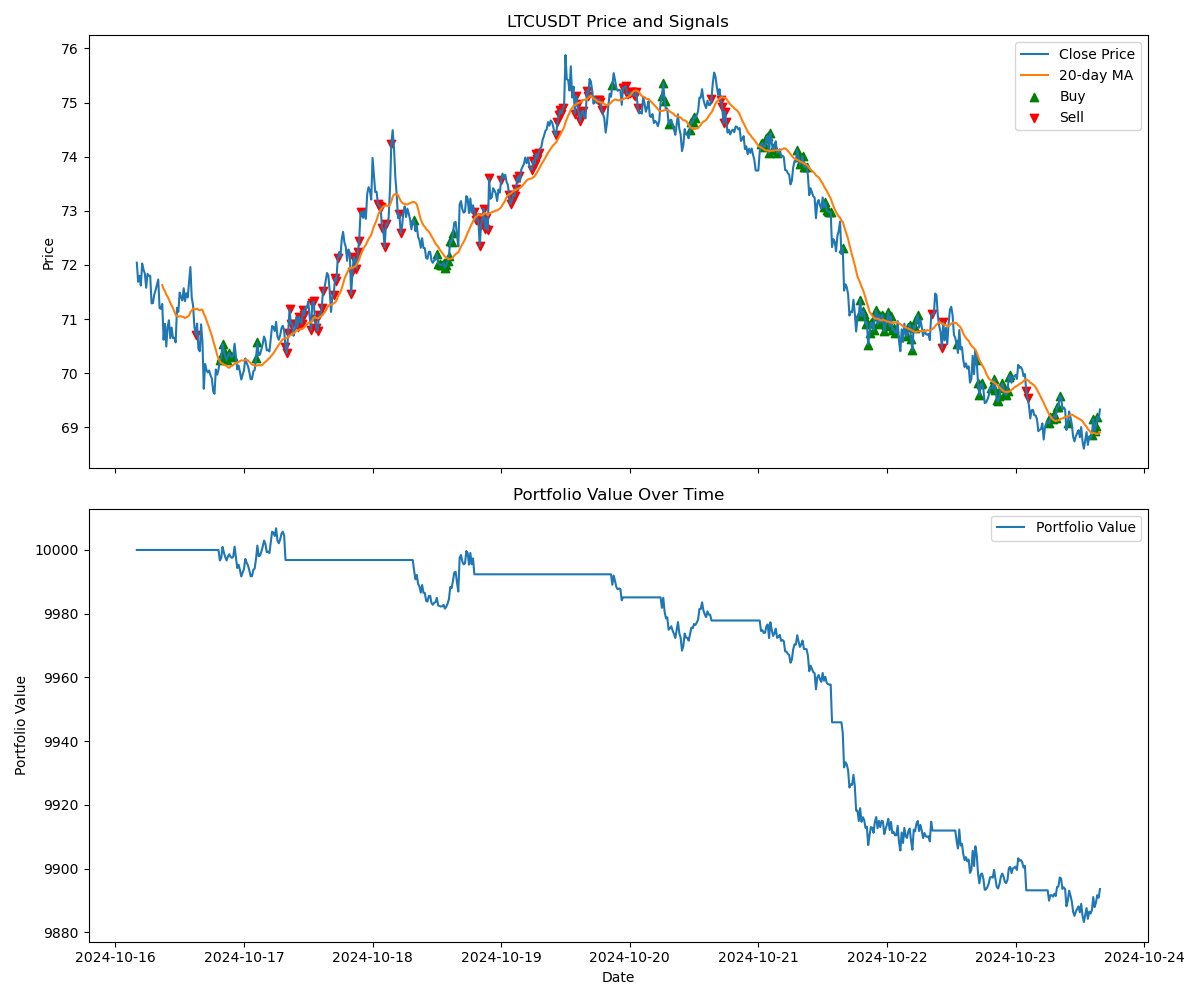 LTCUSDT Price and Signals
Price
76
75
74
73
72
71
70
69
Close Price
20-day MA
Buy
Sell
Portfolio Value Over Time
Portfolio Value
10000
9980
9960
9940
9920
9900
9880
Portfolio Value
2024-10-16 2024-10-17 2024-10-18 2024-10-19 2024-10-20 2024-10-21 2024-10-22 2024-10-23 2024-10-24
Date